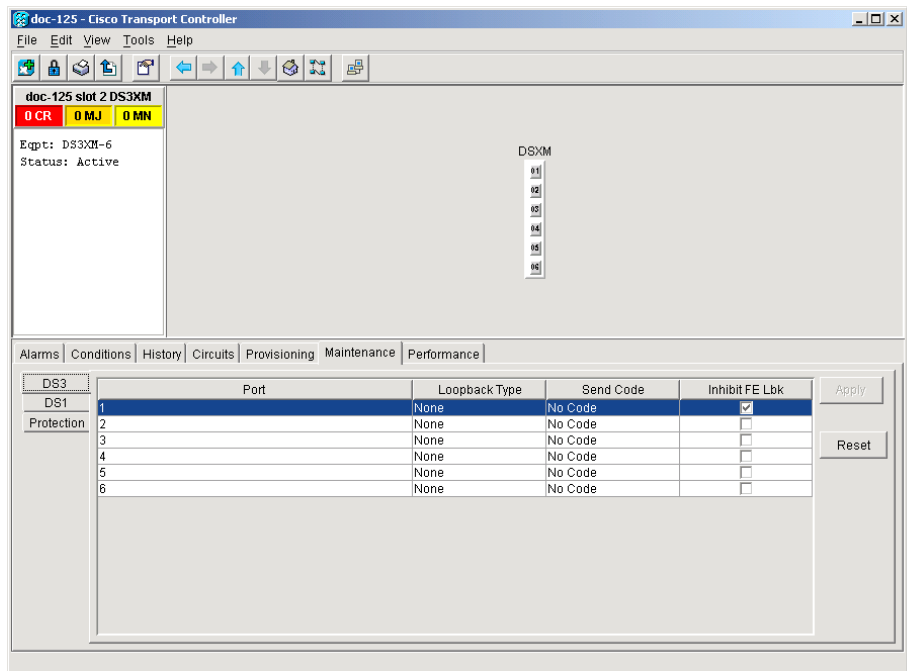 doc-125 - Cisco Transport Controller
File Edit View Tools Help
doc-125 slot 2 DS3XM
0 CR 0 MJ 0 MN
Eqpt: DS3XM-6
Status: Active
DSXM
01
02
03
04
05
06
Alarms Conditions History Circuits Provisioning Maintenance Performance
DS3
DS1
Protection
Port Loopback Type Send Code Inhibit FE Lbk
1 None No Code
2 None No Code
3 None No Code
4 None No Code
5 None No Code
6 None No Code
Apply
Reset